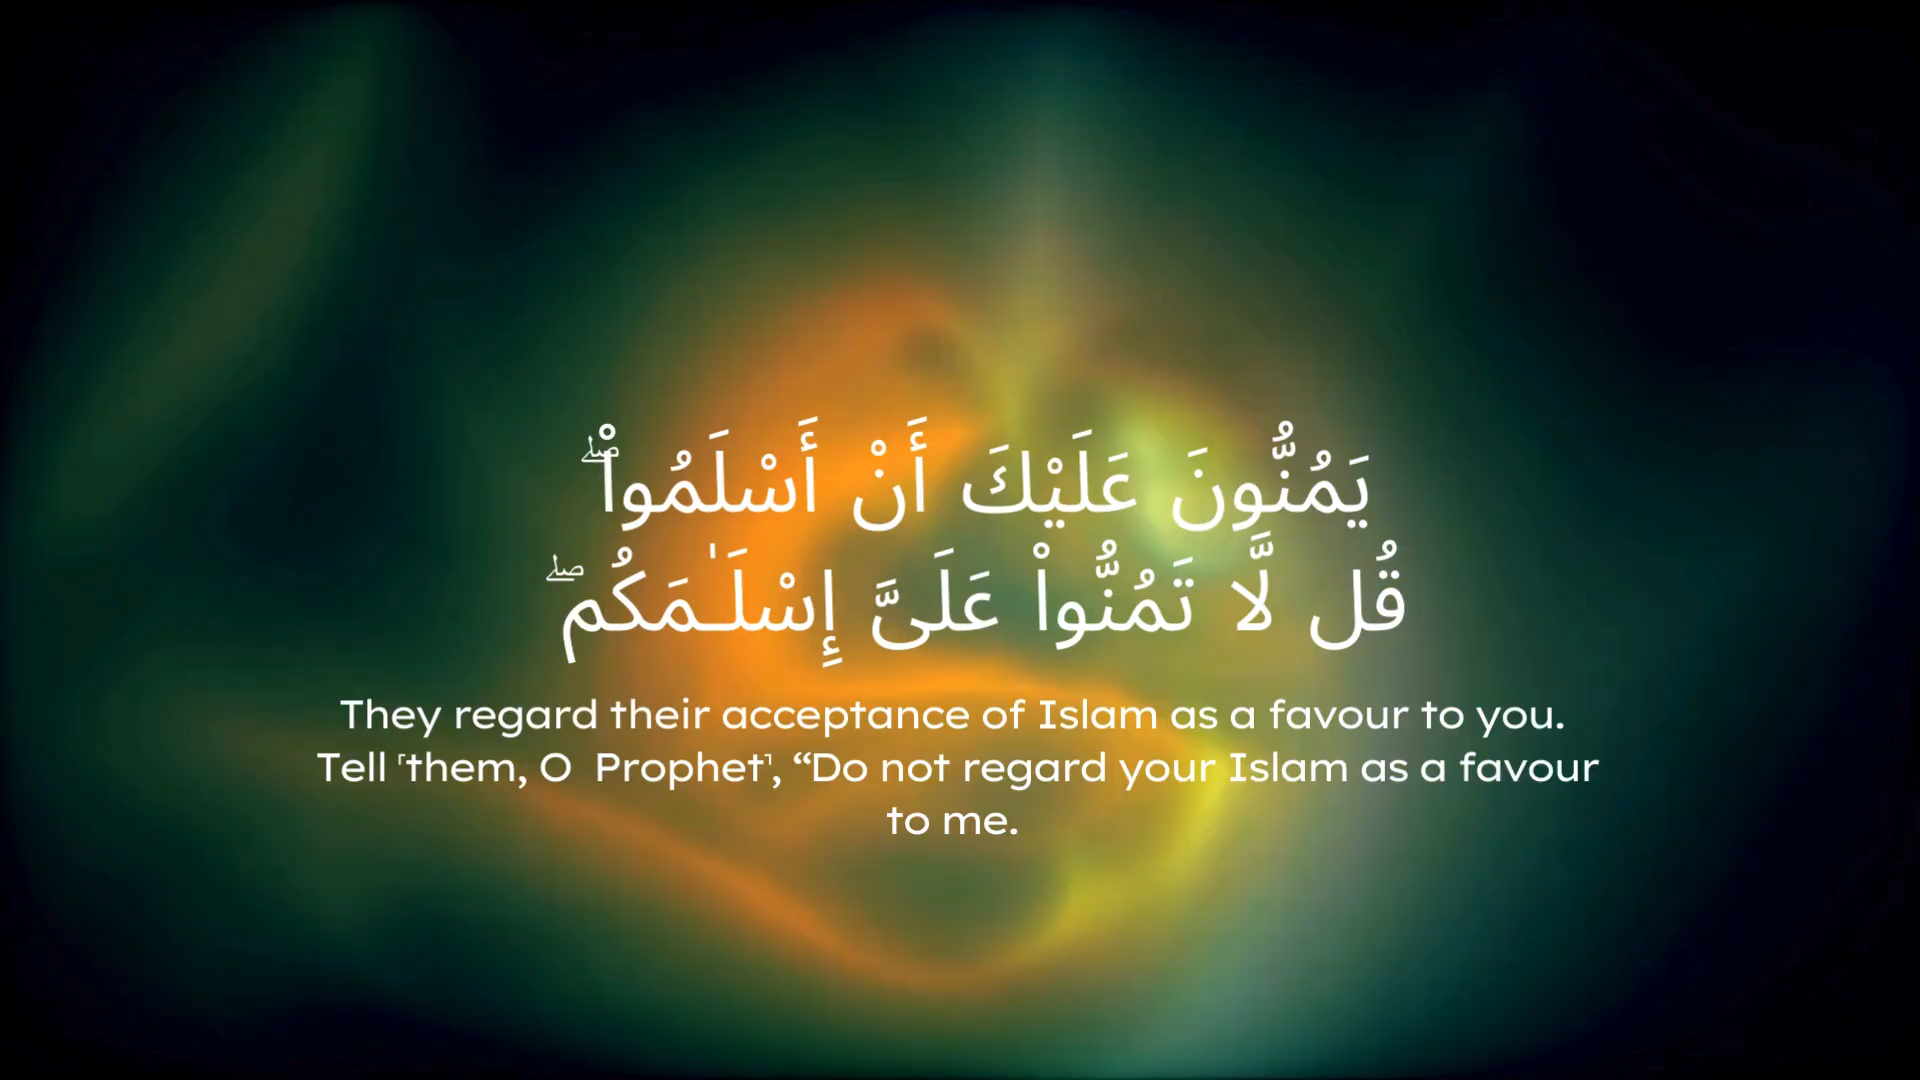 يَمُنُّونَ عَلَيْكَ أَنْ أَسْلَمُواْ ۖ
قُل لَّا تَمُنُّواْ عَلَىَّ إِسْلَـٰمَكُم ۖ
They regard their acceptance of Islam as a favour to you.
Tell ˹them, O  Prophet˺, “Do not regard your Islam as a favour
to me.